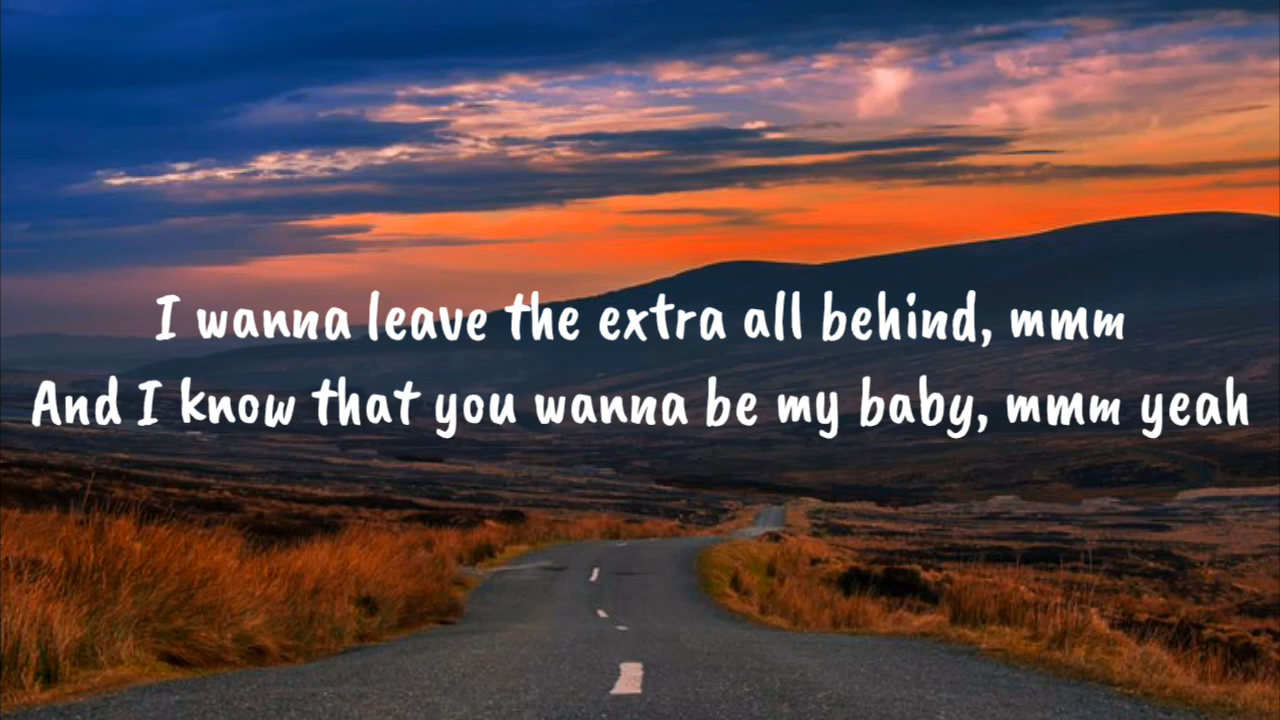 I wanna leave the extra all behind, mmm
And I know that you wanna be my baby, mmm yeah